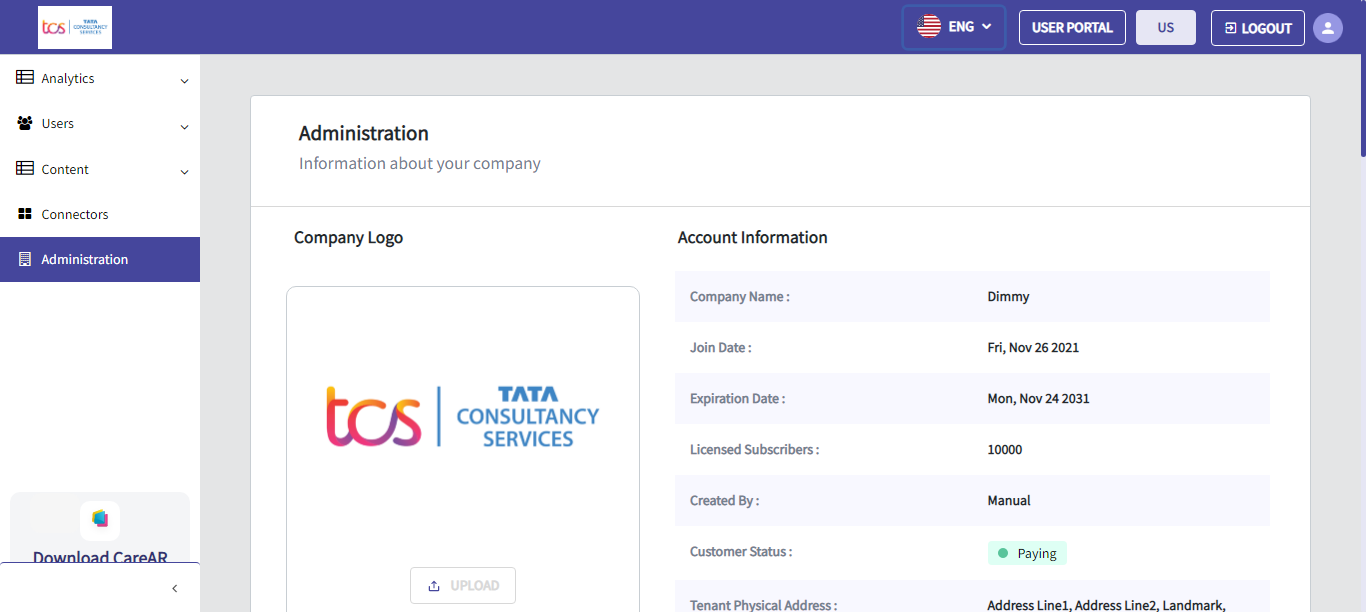 tcs TATA CONSULTANCY SERVICES
ENG
USER PORTAL
US
LOGOUT
Analytics
Users
Content
Connectors
Administration
Download CareAR
Administration
Information about your company
Company Logo
tcs
TATA
CONSULTANCY
SERVICES
UPLOAD
Account Information
Company Name : Dimmy
Join Date : Fri, Nov 26 2021
Expiration Date : Mon, Nov 24 2031
Licensed Subscribers : 10000
Created By : Manual
Customer Status : Paying
Tenant Physical Address : Address Line1, Address Line2, Landmark,